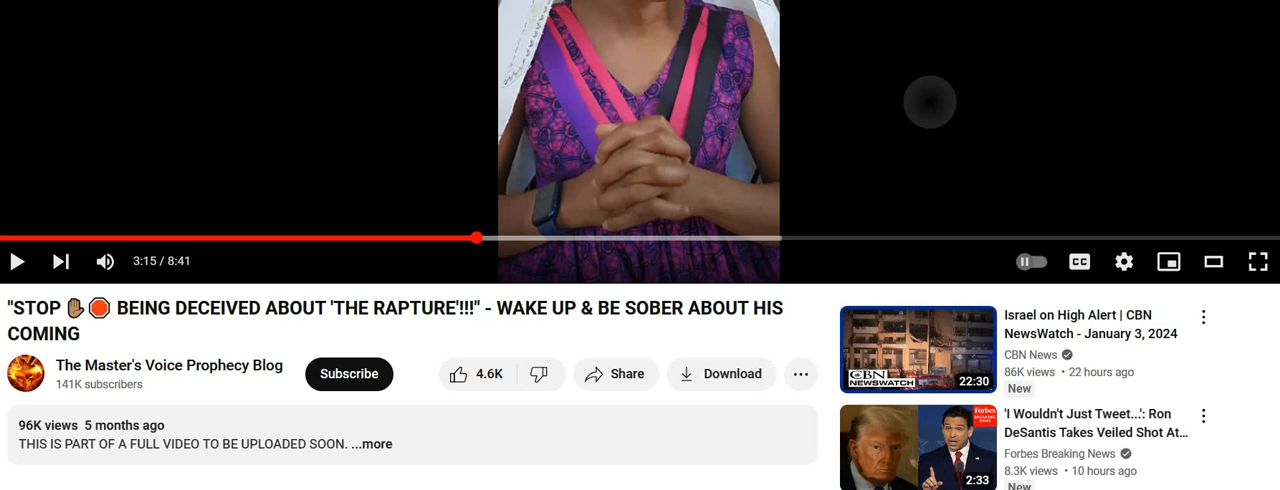 3:15 / 8:41
CC
"STOP ✋🏽🛑 BEING DECEIVED ABOUT 'THE RAPTURE'!!!" - WAKE UP & BE SOBER ABOUT HIS
COMING
The Master's Voice Prophecy Blog
141K subscribers
Subscribe
4.6K
Share
Download
96K views 5 months ago
THIS IS PART OF A FULL VIDEO TO BE UPLOADED SOON. ...more
CBN
NEWSWATCH
22:30
Israel on High Alert | CBN
NewsWatch - January 3, 2024
CBN News
86K views • 22 hours ago
New
Forbes
BREAKING
NEWS
2:33
'I Wouldn't Just Tweet...': Ron
DeSantis Takes Veiled Shot At...
Forbes Breaking News
8.3K views • 10 hours ago
New